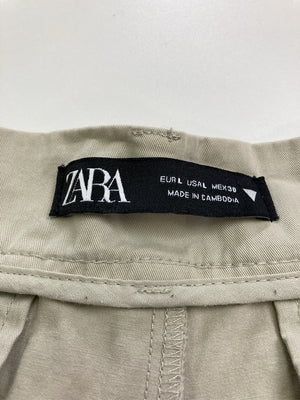 ZARA
EUR L USA L MEX 30
MADE IN CAMBODIA